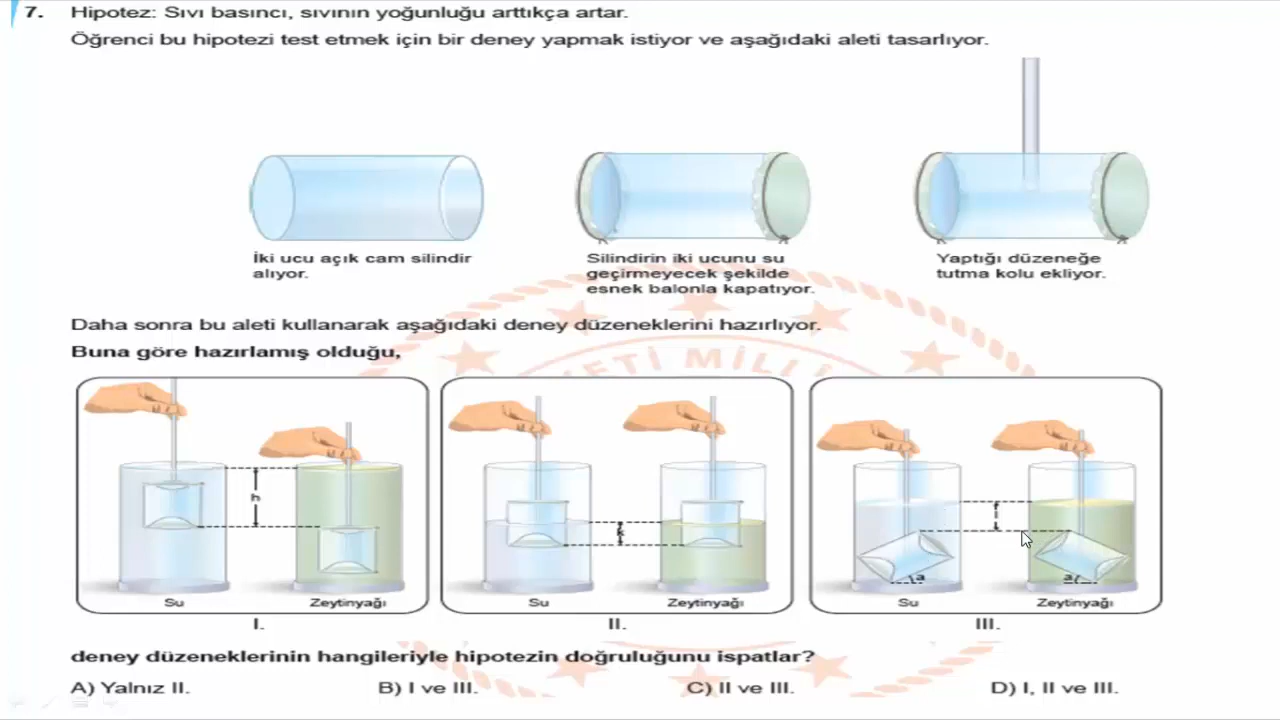 7. Hipotez: Sıvı basıncı, sıvının yoğunluğu arttıkça artar.
Öğrenci bu hipotezi test etmek için bir deney yapmak istiyor ve aşağıdaki aleti tasarlıyor.
İki ucu açık cam silindir
alıyor.
Silindirin iki ucunu su
geçirmeyecek şekilde
esnek balonla kapatıyor.
Yaptığı düzeneğe
tutma kolu ekliyor.
Daha sonra bu aleti kullanarak aşağıdaki deney düzeneklerini hazırlıyor.
Buna göre hazırlamış olduğu,
h
k
a
a
Su
Zeytinyağı
Su
Zeytinyağı
Su
Zeytinyağı
I.
II.
III.
deney düzeneklerinin hangileriyle hipotezin doğruluğunu ispatlar?
A) Yalnız II.
B) I ve III.
C) II ve III.
D) I, II ve III.